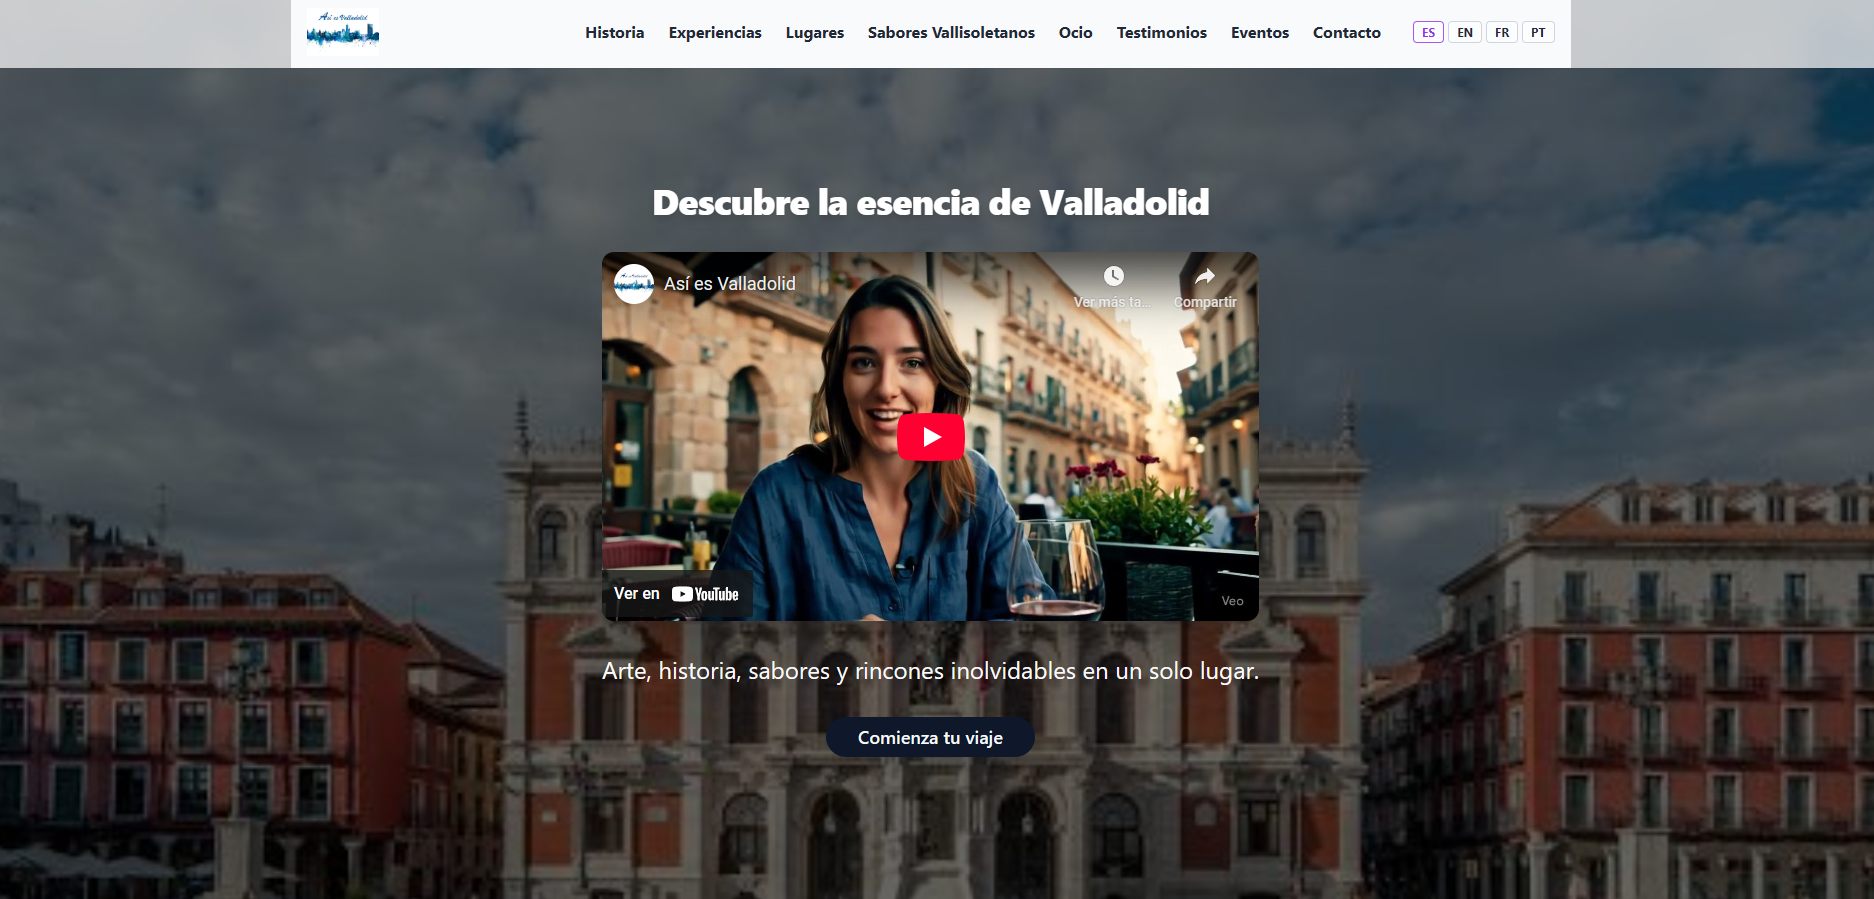 Así es Valladolid
Historia Experiencias Lugares Sabores Vallisoletanos Ocio Testimonios Eventos Contacto ES EN FR PT
Descubre la esencia de Valladolid
Así es Valladolid
Ver más ta... Compartir
Ver en YouTube
Veo
Arte, historia, sabores y rincones inolvidables en un solo lugar.
Comienza tu viaje